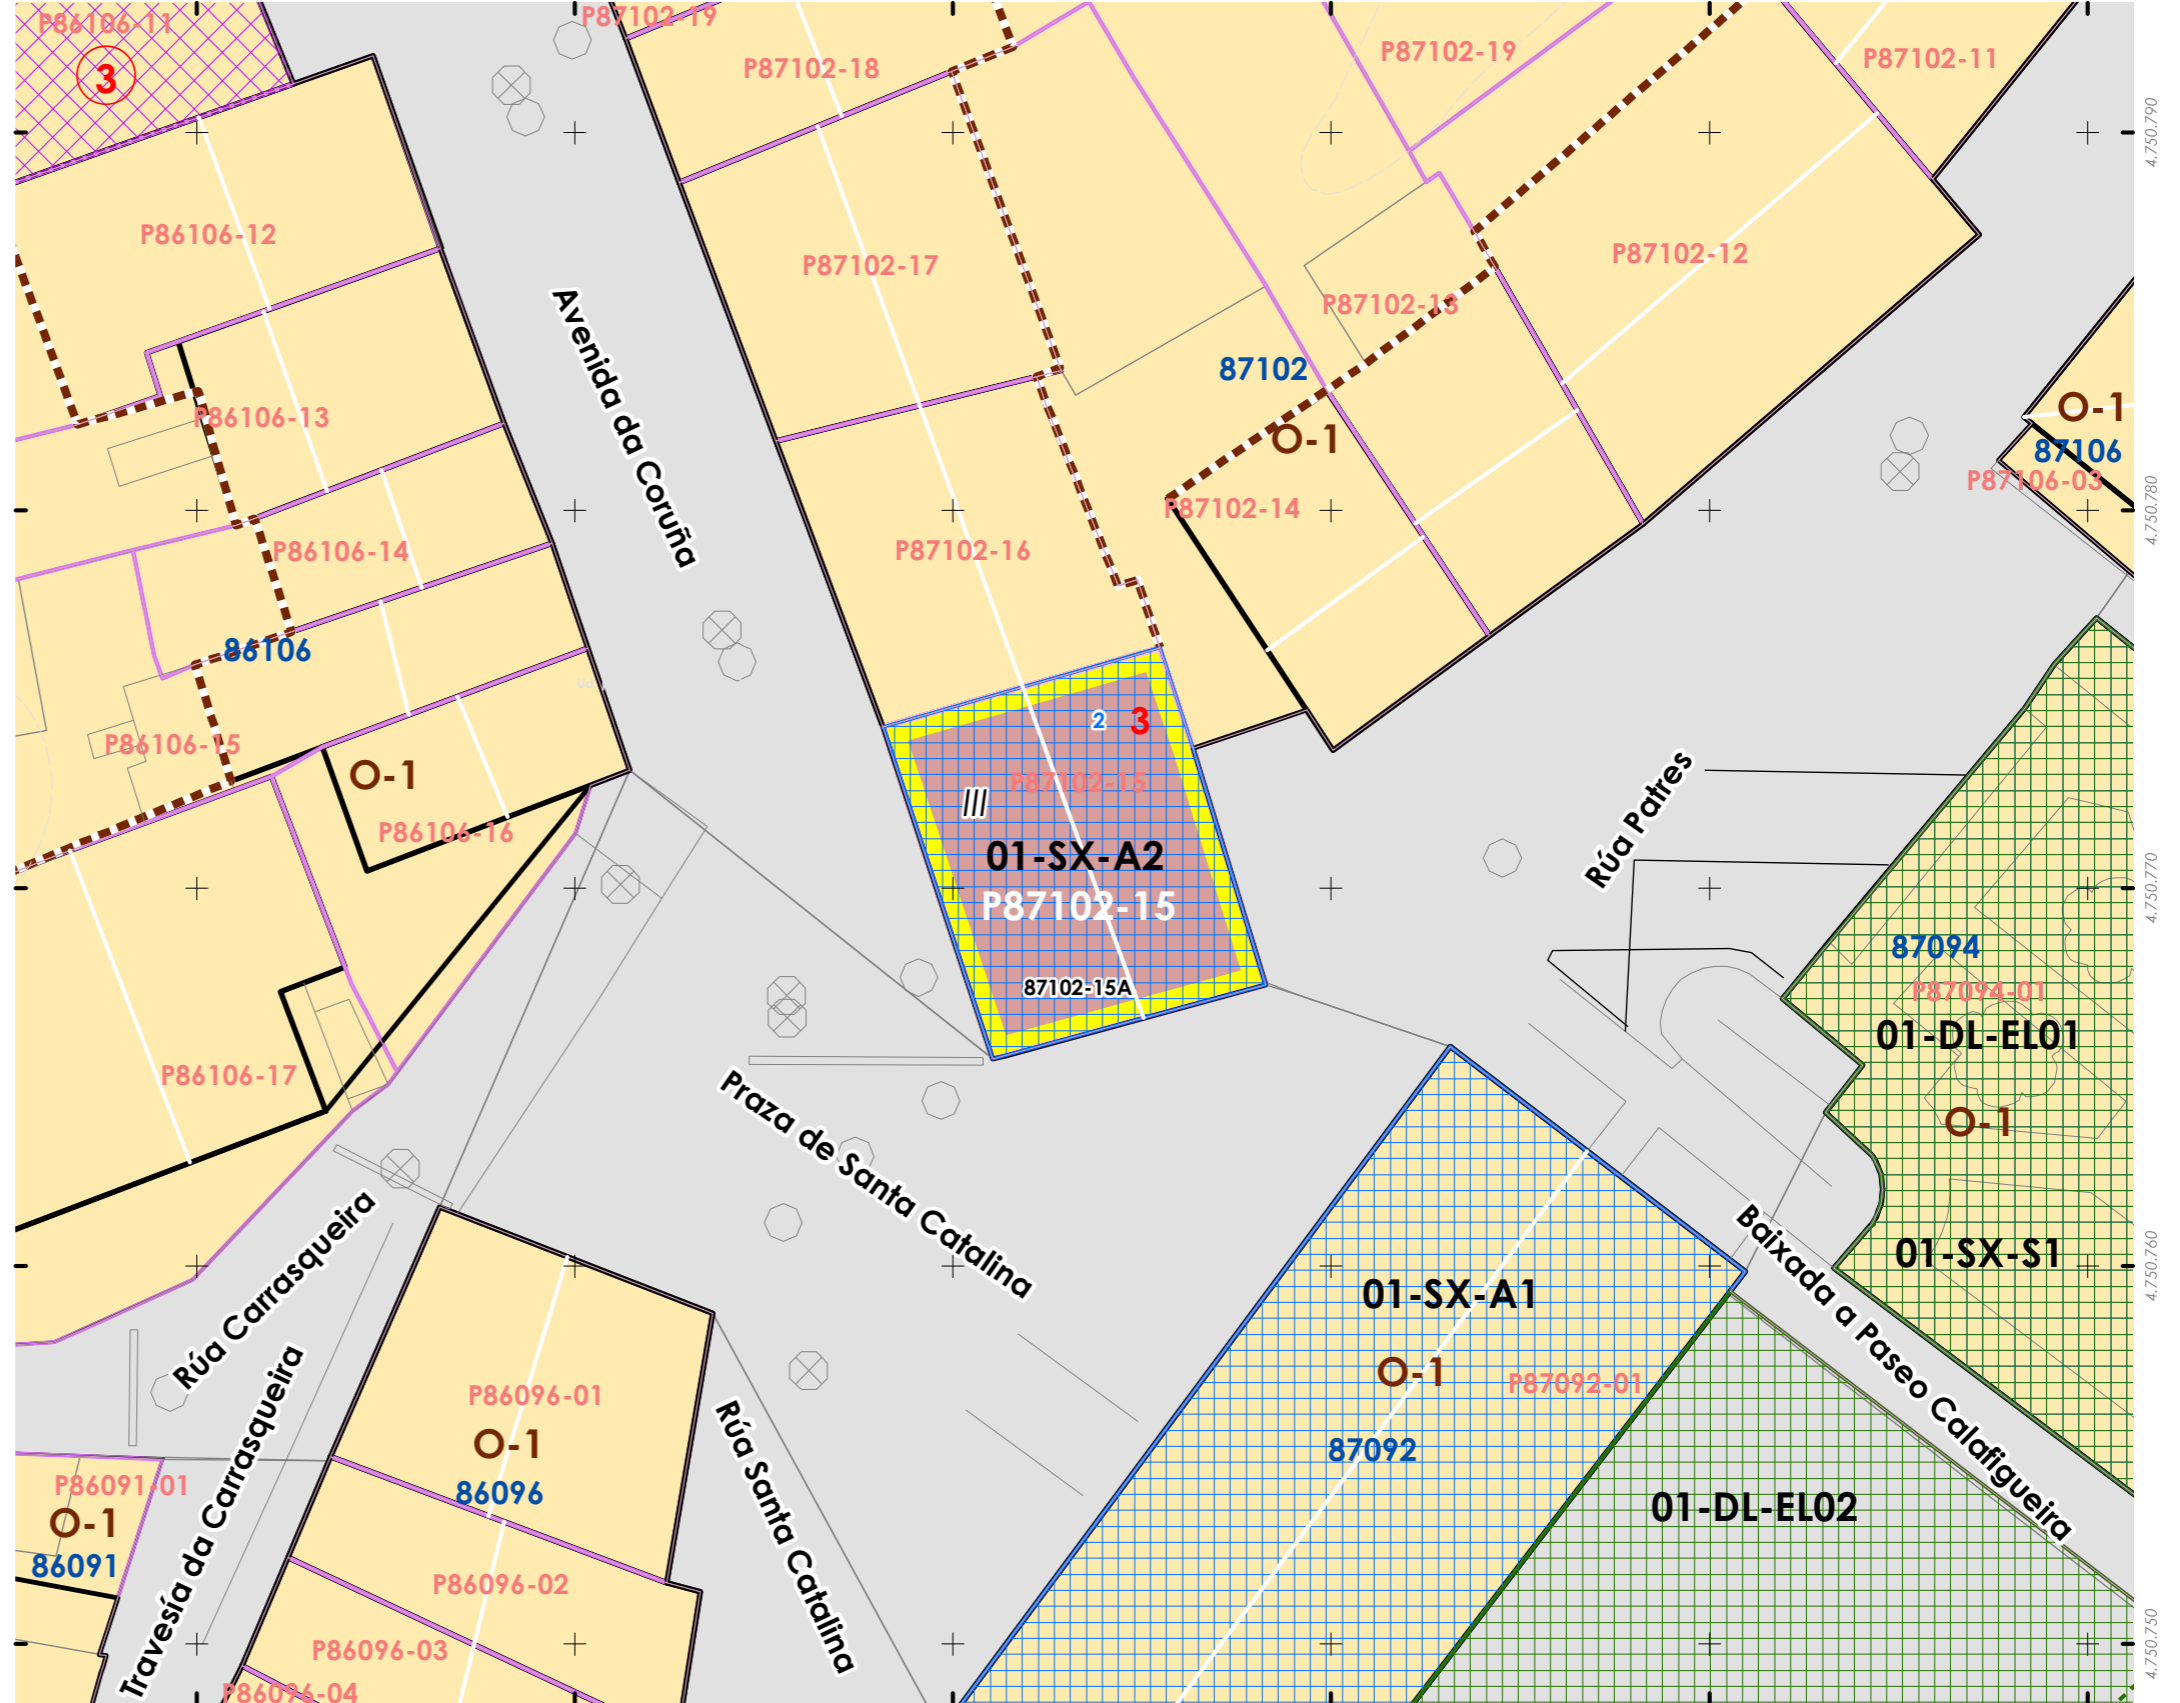 P86106-11
3
P87102-19
P87102-18
P87102-19
P87102-11
4.750.790
P86106-12
P87102-17
P87102-12
P87102-13
Avenida da Coruña
87102
O-1
O-1
87106
P87106-03
P86106-13
P87102-14
4.750.780
P86106-14
P87102-16
86106
P86106-15
O-1
P86106-16
2
3
P87102-15
III
01-SX-A2
P87102-15
87102-15A
Rúa Patres
4.750.770
87094
P87094-01
01-DL-EL01
O-1
P86106-17
Praza de Santa Catalina
Rúa Carrasqueira
01-SX-S1
4.750.760
01-SX-A1
O-1
P87092-01
87092
Baixada a Paseo Calafigueira
01-DL-EL02
P86096-01
O-1
86096
Rúa Santa Catalina
Travesía da Carrasqueira
P86091-01
O-1
86091
P86096-02
P86096-03
P86096-04
4.750.750